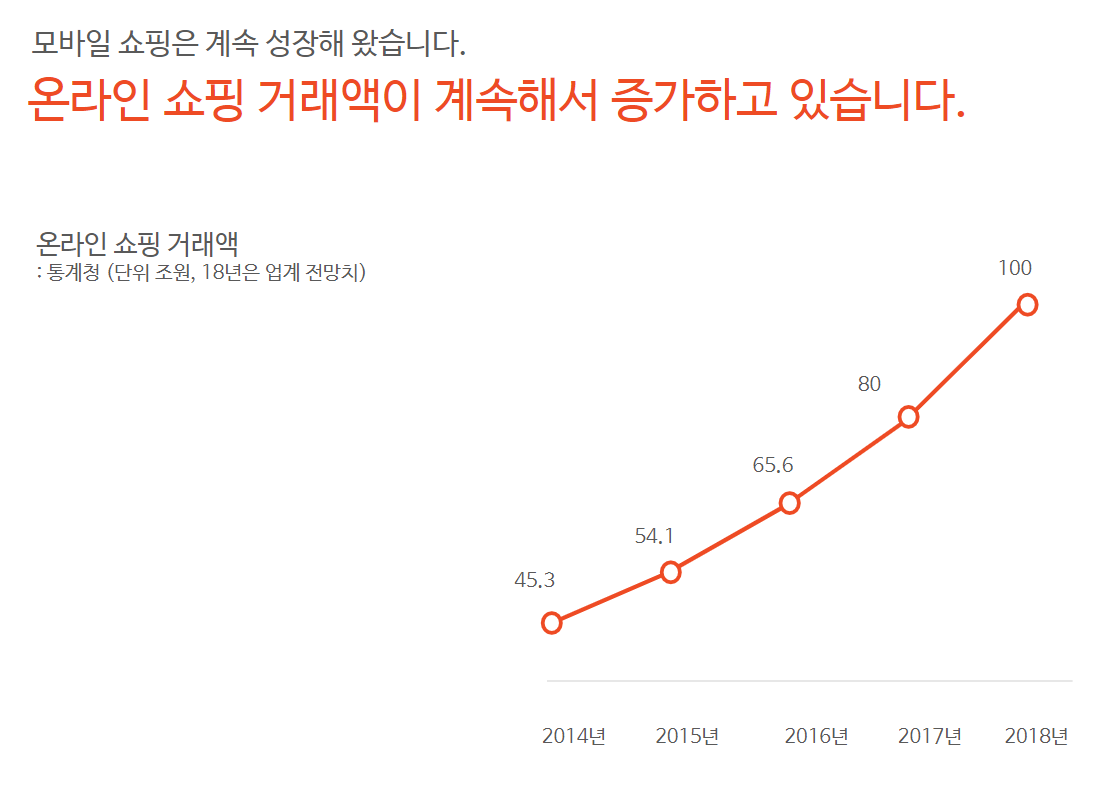 모바일 쇼핑은 계속 성장해 왔습니다.
온라인 쇼핑 거래액이 계속해서 증가하고 있습니다.
온라인 쇼핑 거래액
: 통계청 (단위 조원, 18년은 업계 전망치)
100
80
65.6
54.1
45.3
2014년 2015년 2016년 2017년 2018년